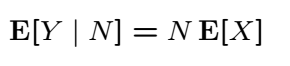 𝐄[Y | N] = N 𝐄[X]